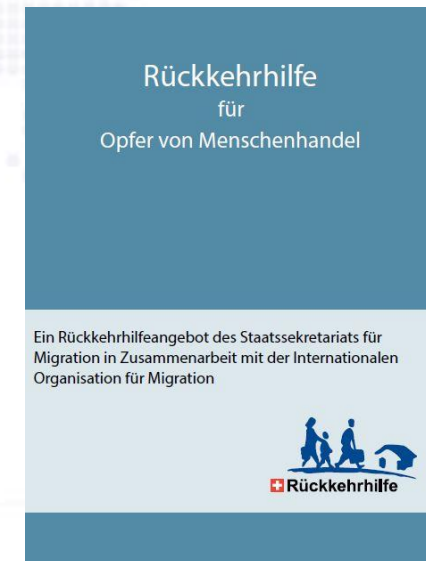 Rückkehrhilfe
für
Opfer von Menschenhandel
Ein Rückkehrhilfeangebot des Staatssekretariats für
Migration in Zusammenarbeit mit der Internationalen
Organisation für Migration
Rückkehrhilfe